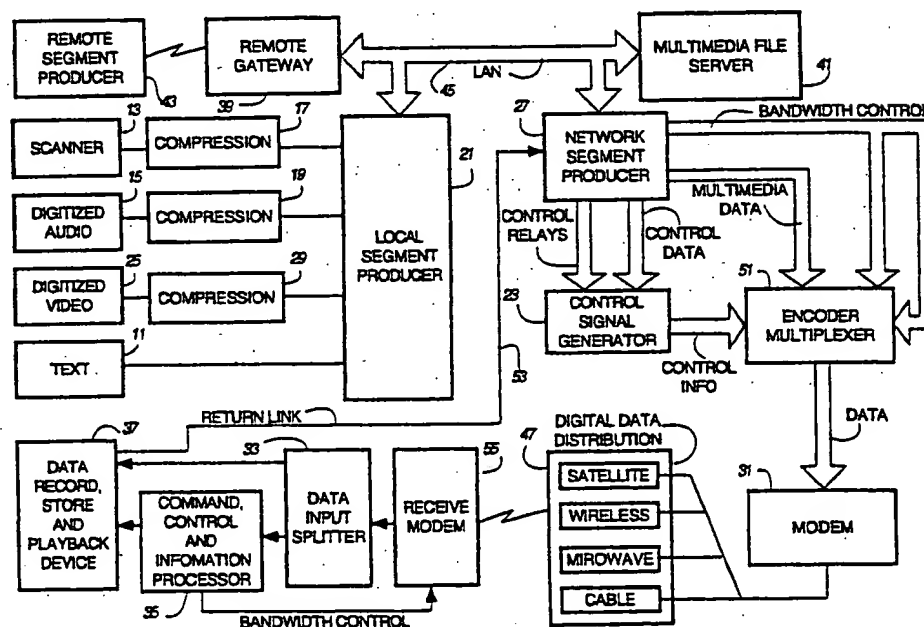 REMOTE
SEGMENT
PRODUCER
43
REMOTE
GATEWAY
39
LAN
45
MULTIMEDIA FILE
SERVER
41
13
SCANNER
17
COMPRESSION
15
DIGITIZED
AUDIO
19
COMPRESSION
25
DIGITIZED
VIDEO
29
COMPRESSION
11
TEXT
21
LOCAL
SEGMENT
PRODUCER
27
NETWORK
SEGMENT
PRODUCER
BANDWIDTH CONTROL
MULTIMEDIA
DATA
CONTROL
RELAYS
CONTROL
DATA
23
CONTROL
SIGNAL
GENERATOR
CONTROL
INFO
51
ENCODER
MULTIPLEXER
53
RETURN LINK
DATA
37
DATA
RECORD,
STORE
AND
PLAYBACK
DEVICE
COMMAND,
CONTROL
AND
INFOMATION
PROCESSOR
35
33
DATA
INPUT
SPLITTER
55
RECEIVE
MODEM
BANDWIDTH CONTROL
47
DIGITAL DATA
DISTRIBUTION
SATELLITE
WIRELESS
MIROWAVE
CABLE
31
MODEM